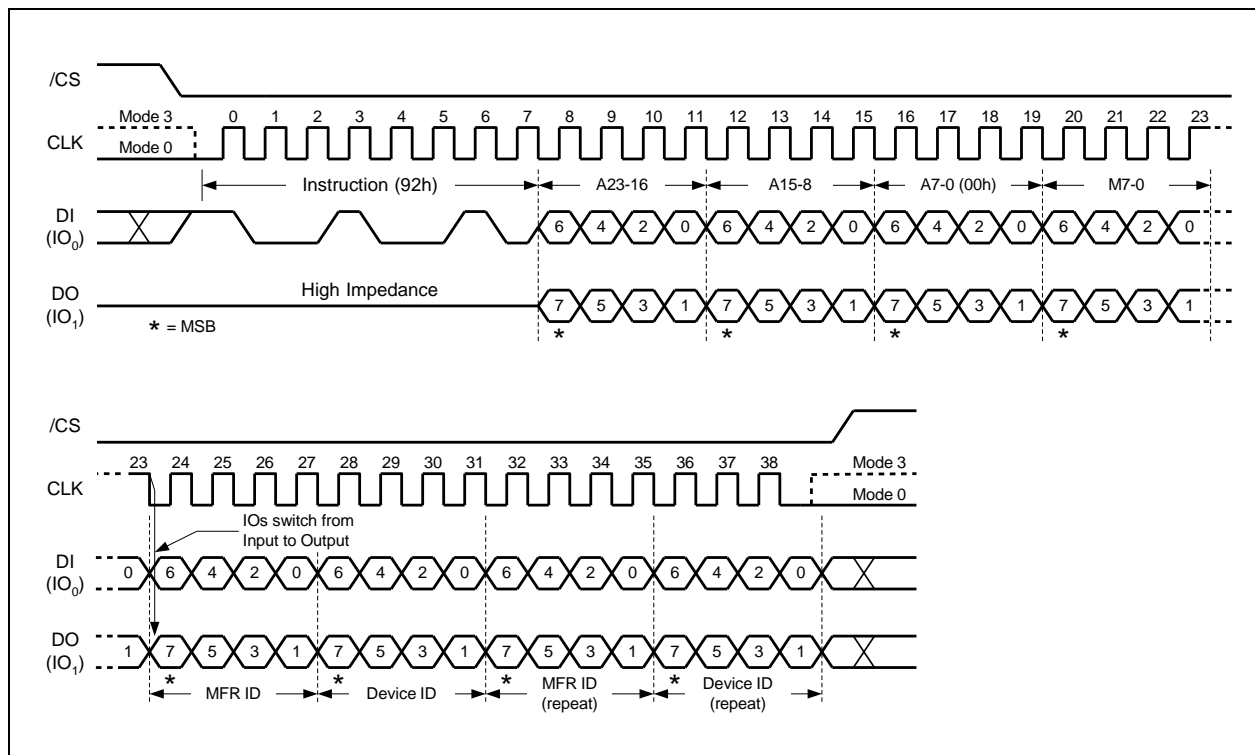 /CS
Mode 3 0 1 2 3 4 5 6 7 8 9 10 11 12 13 14 15 16 17 18 19 20 21 22 23
CLK
Mode 0
Instruction (92h) A23-16 A15-8 A7-0 (00h) M7-0
DI
(IO0) 6 4 2 0 6 4 2 0 6 4 2 0 6 4 2 0
DO
(IO1) High Impedance 7 5 3 1 7 5 3 1 7 5 3 1 7 5 3 1
* = MSB * * * *
/CS
23 24 25 26 27 28 29 30 31 32 33 34 35 36 37 38 Mode 3
CLK
Mode 0
IOs switch from
Input to Output
DI
(IO0) 0 6 4 2 0 6 4 2 0 6 4 2 0 6 4 2 0
DO
(IO1) 1 7 5 3 1 7 5 3 1 7 5 3 1 7 5 3 1
* * * *
MFR ID Device ID MFR ID
(repeat) Device ID
(repeat)